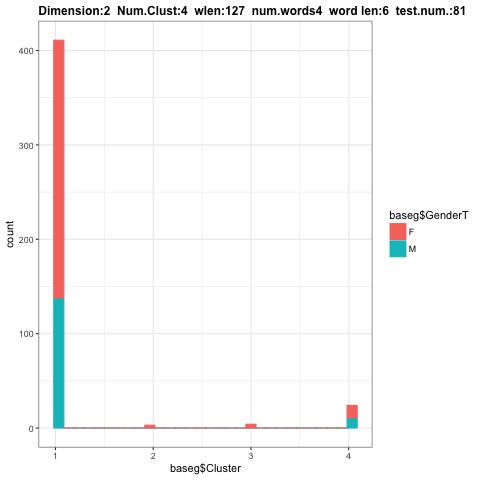 Dimension:2 Num.Clust:4 wlen:127 num.words4 word len:6 test.num.:81
400
300
200
100
0
count
1 2 3 4
baseg$Cluster
baseg$GenderT
F
M